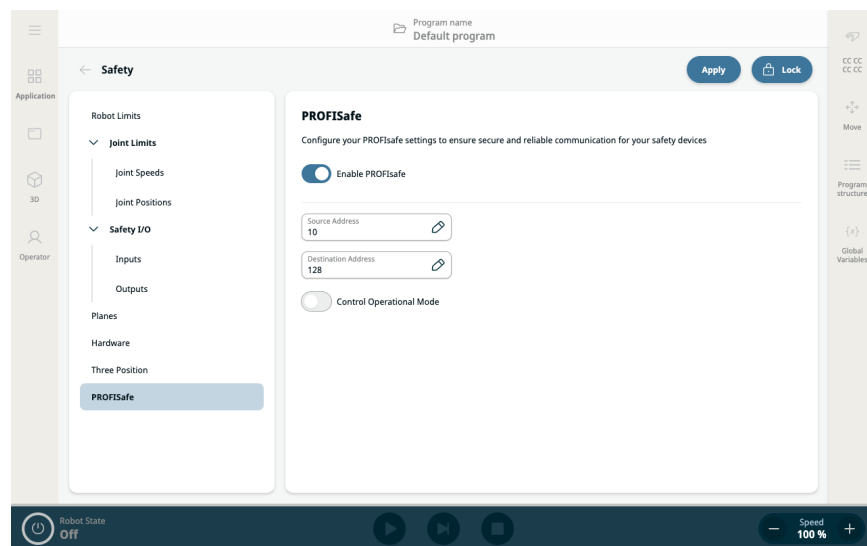 Program name
Default program
Safety
Apply
Lock
CC CC
CC CC
Application
Move
3D
Program
structure
Operator
Global
Variables
Robot Limits
Joint Limits
Joint Speeds
Joint Positions
Safety I/O
Inputs
Outputs
Planes
Hardware
Three Position
PROFISafe
PROFISafe
Configure your PROFIsafe settings to ensure secure and reliable communication for your safety devices
Enable PROFIsafe
Source Address
10
Destination Address
128
Control Operational Mode
Robot State
Off
Speed
100 %